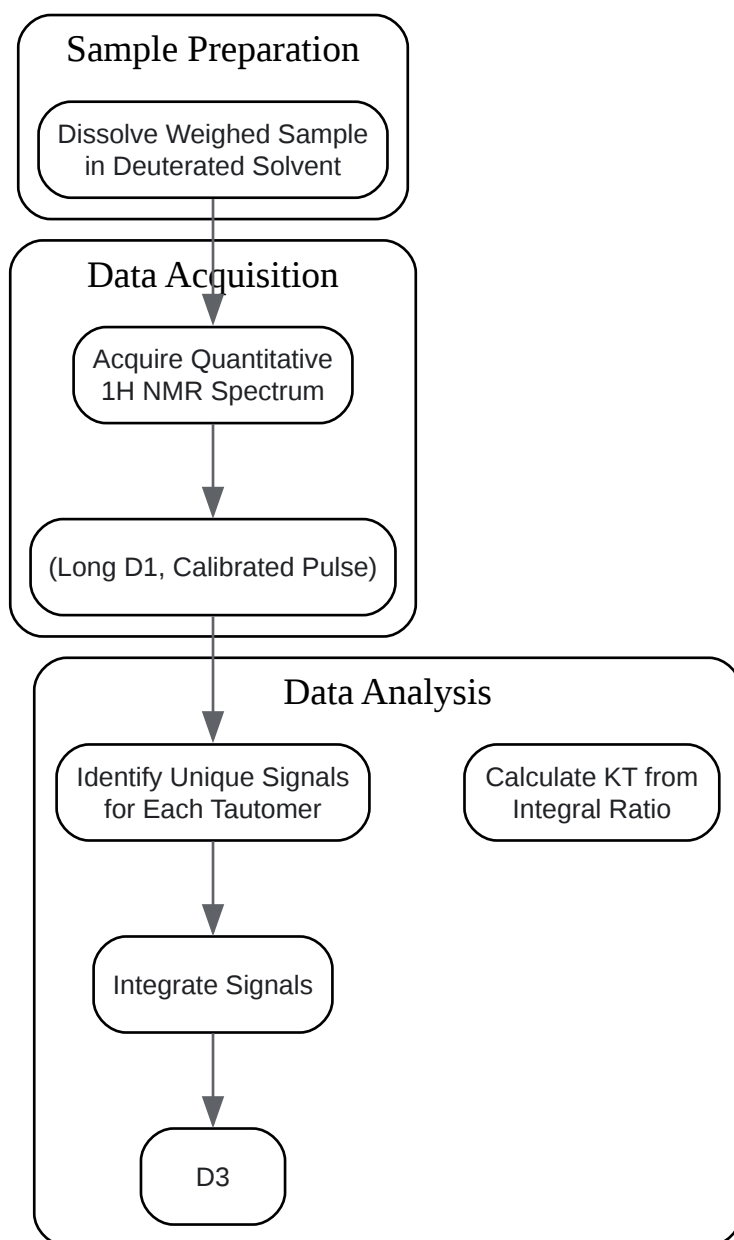 Sample Preparation
Dissolve Weighed Sample
in Deuterated Solvent
Data Acquisition
Acquire Quantitative
1H NMR Spectrum
(Long D1, Calibrated Pulse)
Data Analysis
Identify Unique Signals
for Each Tautomer
Calculate KT from
Integral Ratio
Integrate Signals
D3